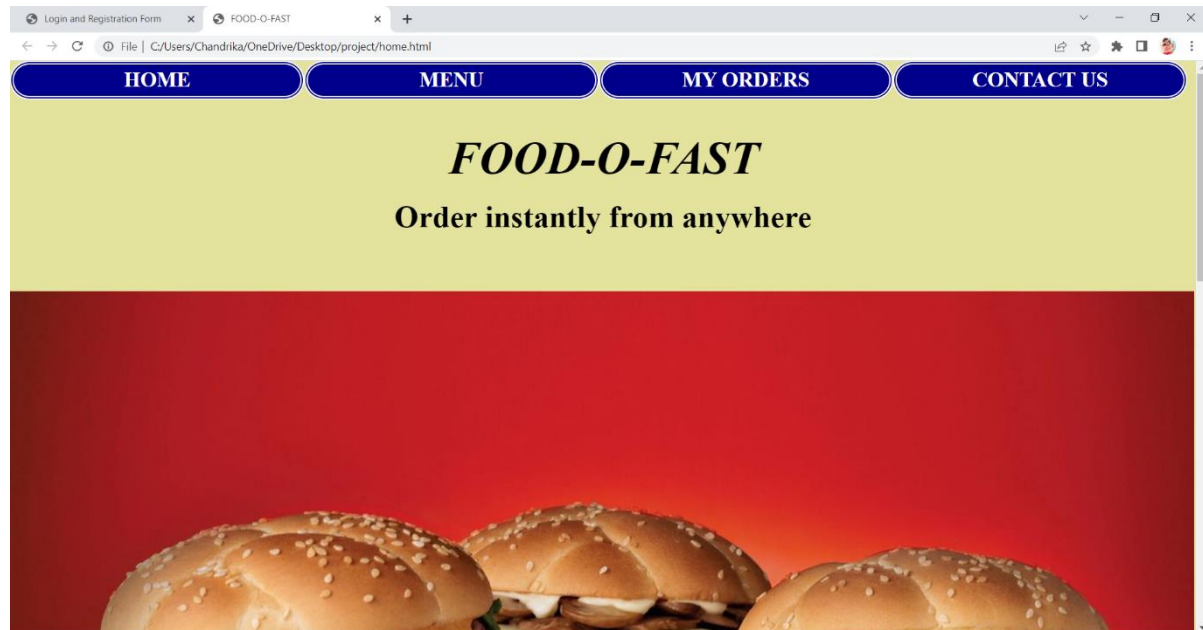 Login and Registration Form FOOD-O-FAST
File | C:/Users/Chandrika/OneDrive/Desktop/project/home.html
HOME MENU MY ORDERS CONTACT US
FOOD-O-FAST
Order instantly from anywhere